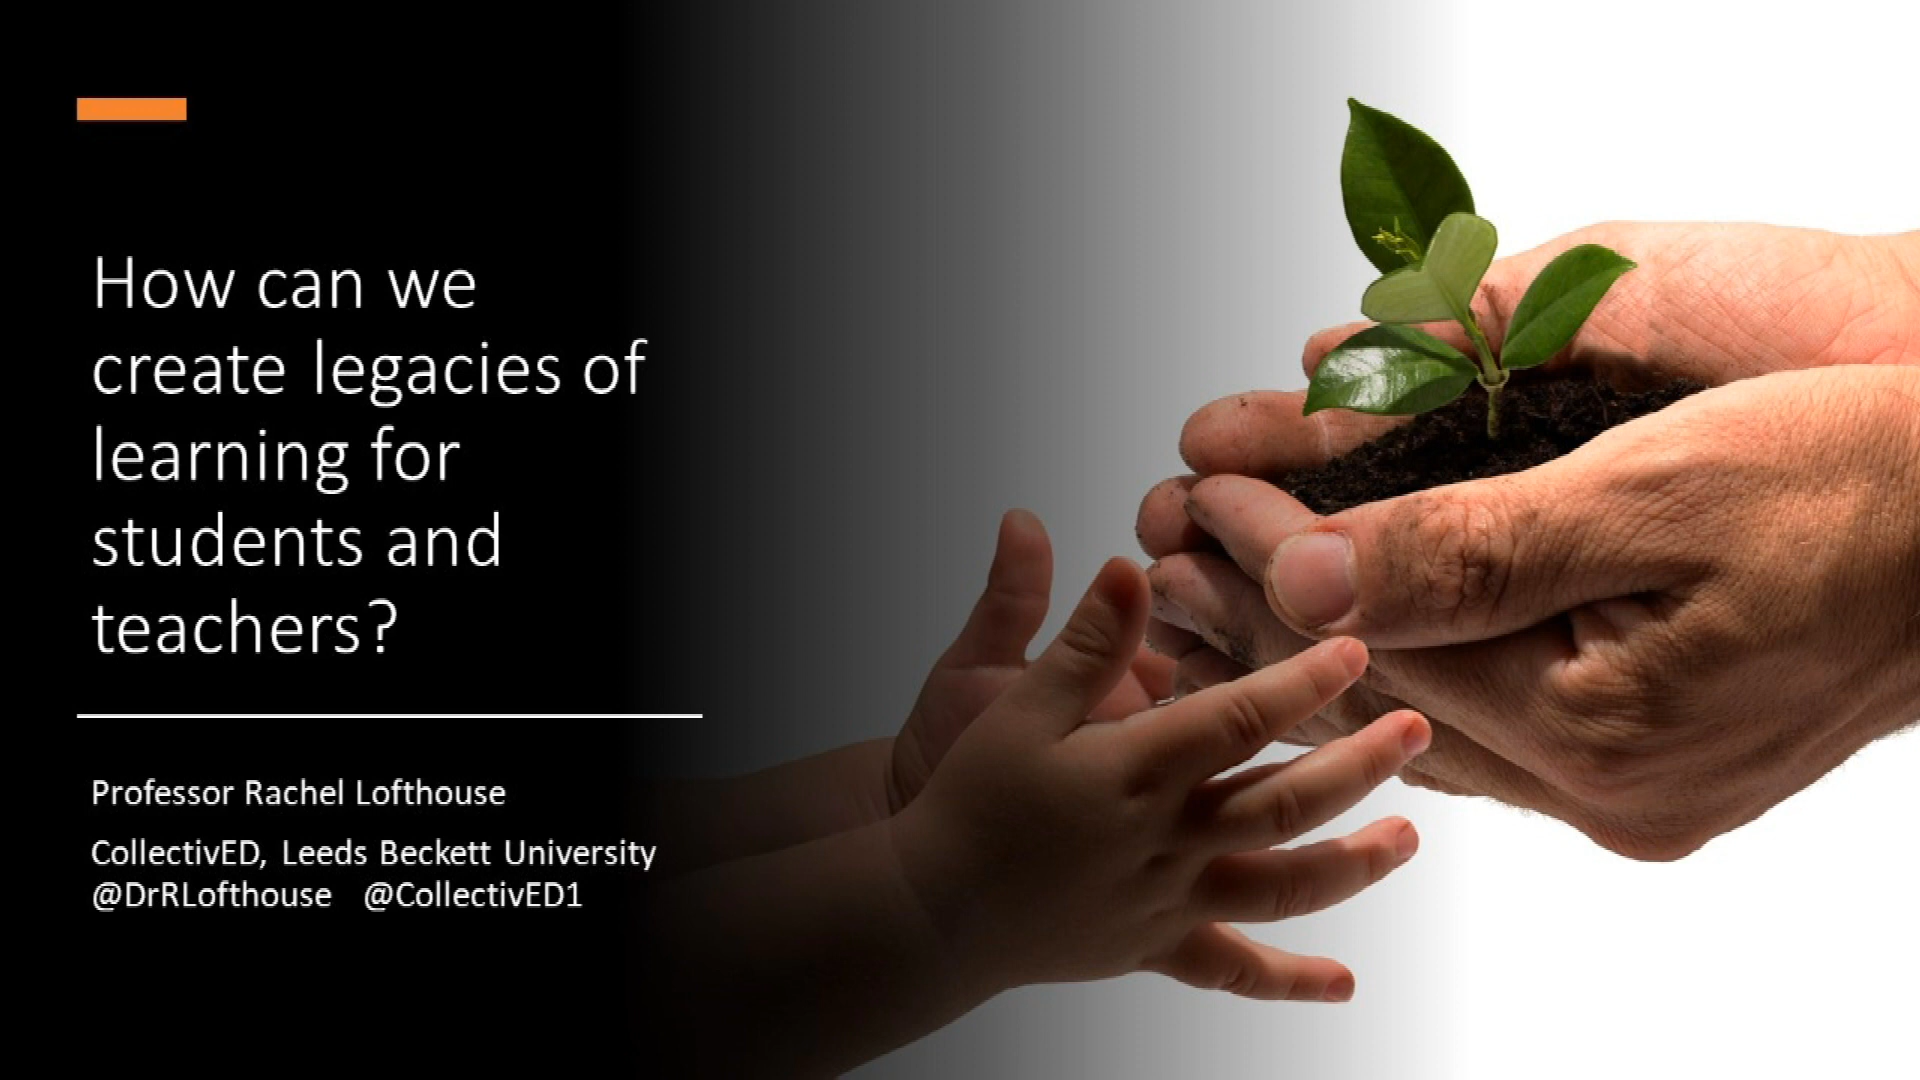 How can we
create legacies of
learning for
students and
teachers?
Professor Rachel Lofthouse
CollectivED, Leeds Beckett University
@DrRLofthouse @CollectivED1